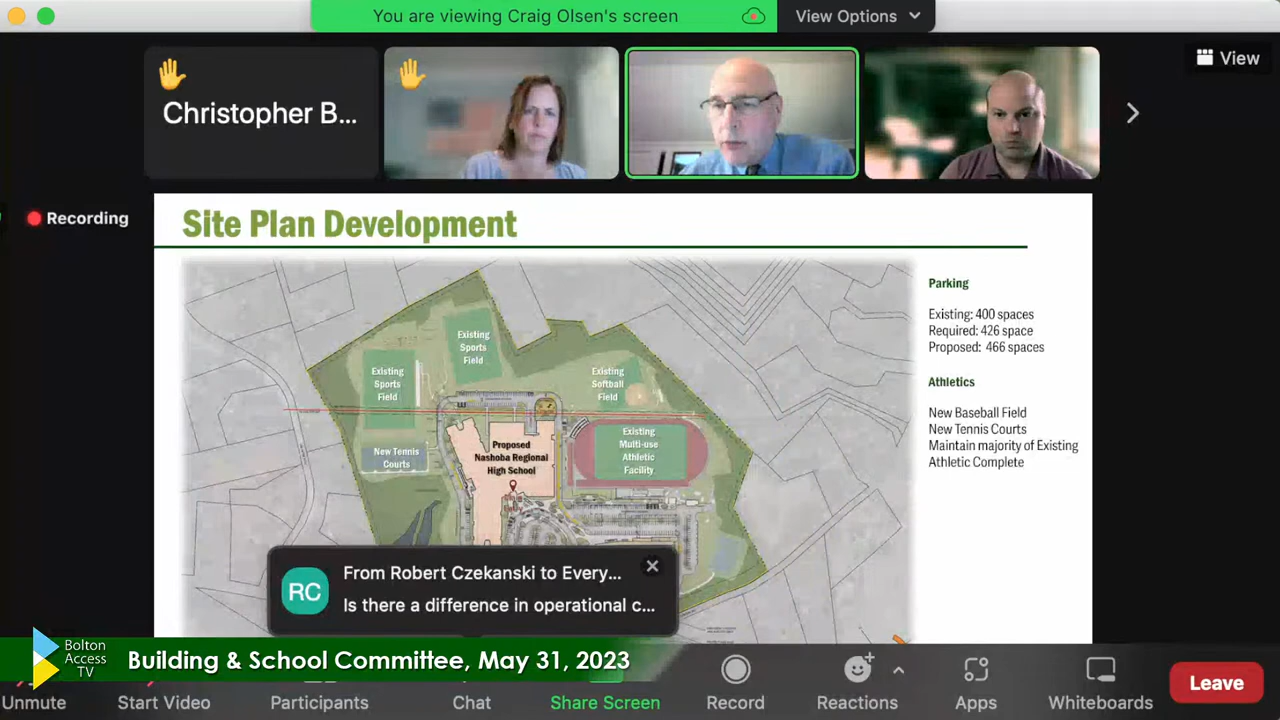 You are viewing Craig Olsen's screen
View Options
View
Christopher B...
Recording
Site Plan Development
Parking
Existing: 400 spaces
Required: 426 space
Proposed: 466 spaces
Athletics
New Baseball Field
New Tennis Courts
Maintain majority of Existing
Athletic Complete
Existing
Sports
Field
Existing
Sports
Field
Existing
Softball
Field
New Tennis
Courts
Proposed
Nashoba Regional
High School
Existing
Multi-use
Athletic
Facility
RC
From Robert Czekanski to Every...
Is there a difference in operational c...
Bolton
Access
TV
Building & School Committee, May 31, 2023
Unmute
Start Video
Participants
Chat
Share Screen
Record
Reactions
Apps
Whiteboards
Leave